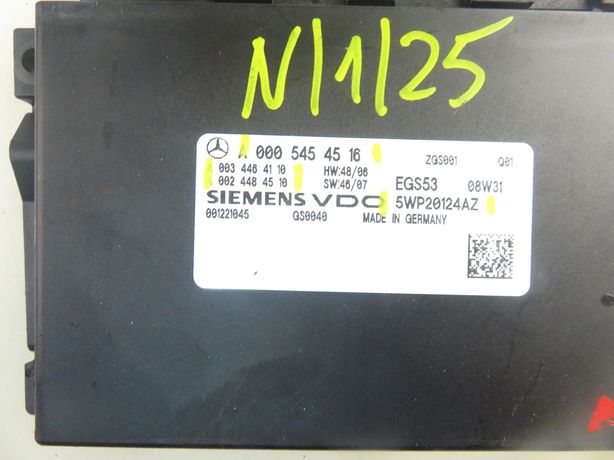 N/1/25
A 000 545 45 16
ZGS001 Q01
A 003 446 41 10 HW:48/06
A 002 448 45 10 SW:46/07 EGS53 08W31
SIEMENS VDO 5WP20124AZ
001221045 GS0040 MADE IN GERMANY